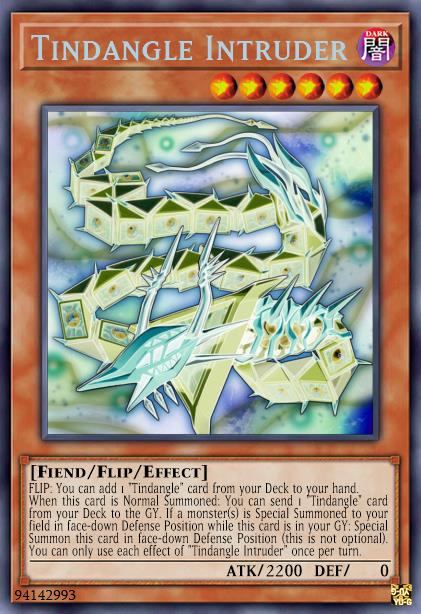 TINDANGLE INTRUDER
DARK
闇
[FIEND/FLIP/EFFECT]
FLIP: You can add 1 "Tindangle" card from your Deck to your hand.
When this card is Normal Summoned: You can send 1 "Tindangle" card
from your Deck to the GY. If a monster(s) is Special Summoned to your
field in face-down Defense Position while this card is in your GY: Special
Summon this card in face-down Defense Position (this is not optional).
You can only use each effect of "Tindangle Intruder" once per turn.
ATK/2200 DEF/ 0
94142993